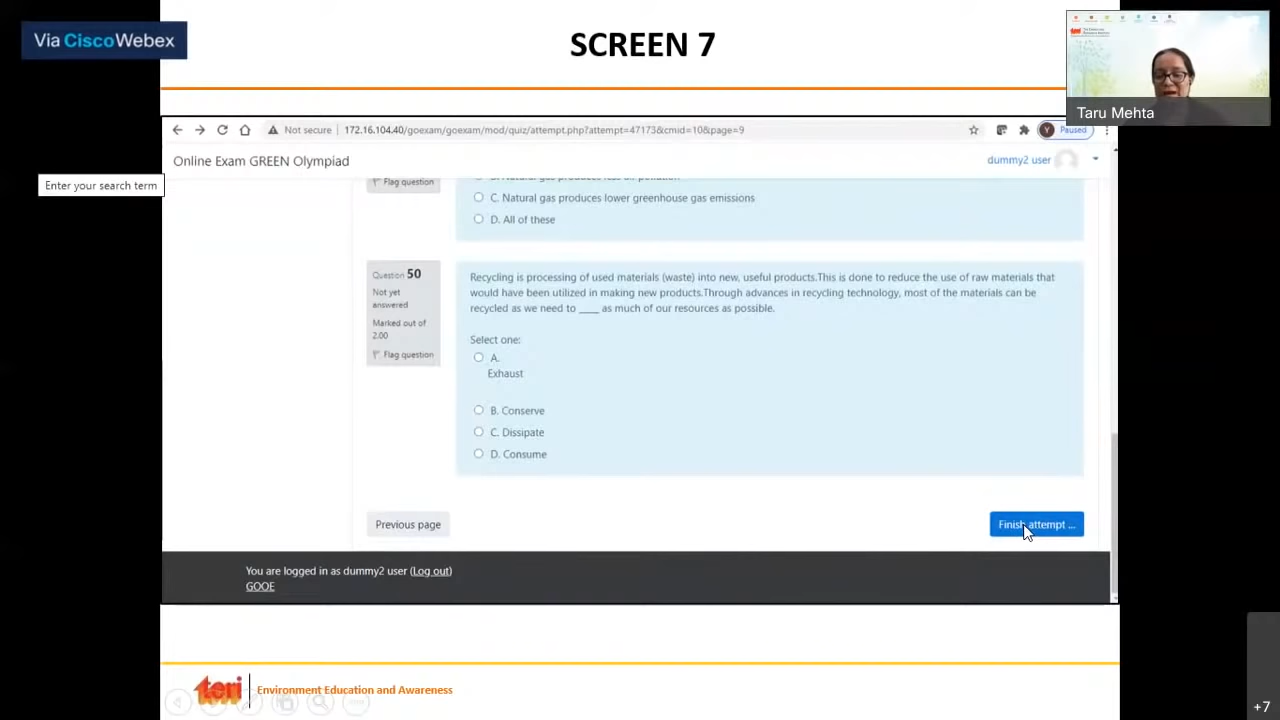 Via CiscoWebex
SCREEN 7
Taru Mehta
Not secure
172.16.104.40/goexam/goexam/mod/quiz/attempt.php?attempt=47173&cmid=10&page=9
Paused
Online Exam GREEN Olympiad
dummy2 user
Enter your search term
Flag question
B. Natural gas produces less air pollution
C. Natural gas produces lower greenhouse gas emissions
D. All of these
Question 50
Not yet
answered
Marked out of
2.00
Flag question
Recycling is processing of used materials (waste) into new, useful products.This is done to reduce the use of raw materials that
would have been utilized in making new products.Through advances in recycling technology, most of the materials can be
recycled as we need to ____ as much of our resources as possible.
Select one:
A.
Exhaust
B. Conserve
C. Dissipate
D. Consume
Previous page
Finish attempt ...
You are logged in as dummy2 user (Log out)
GOOE
teri
Environment Education and Awareness
+7